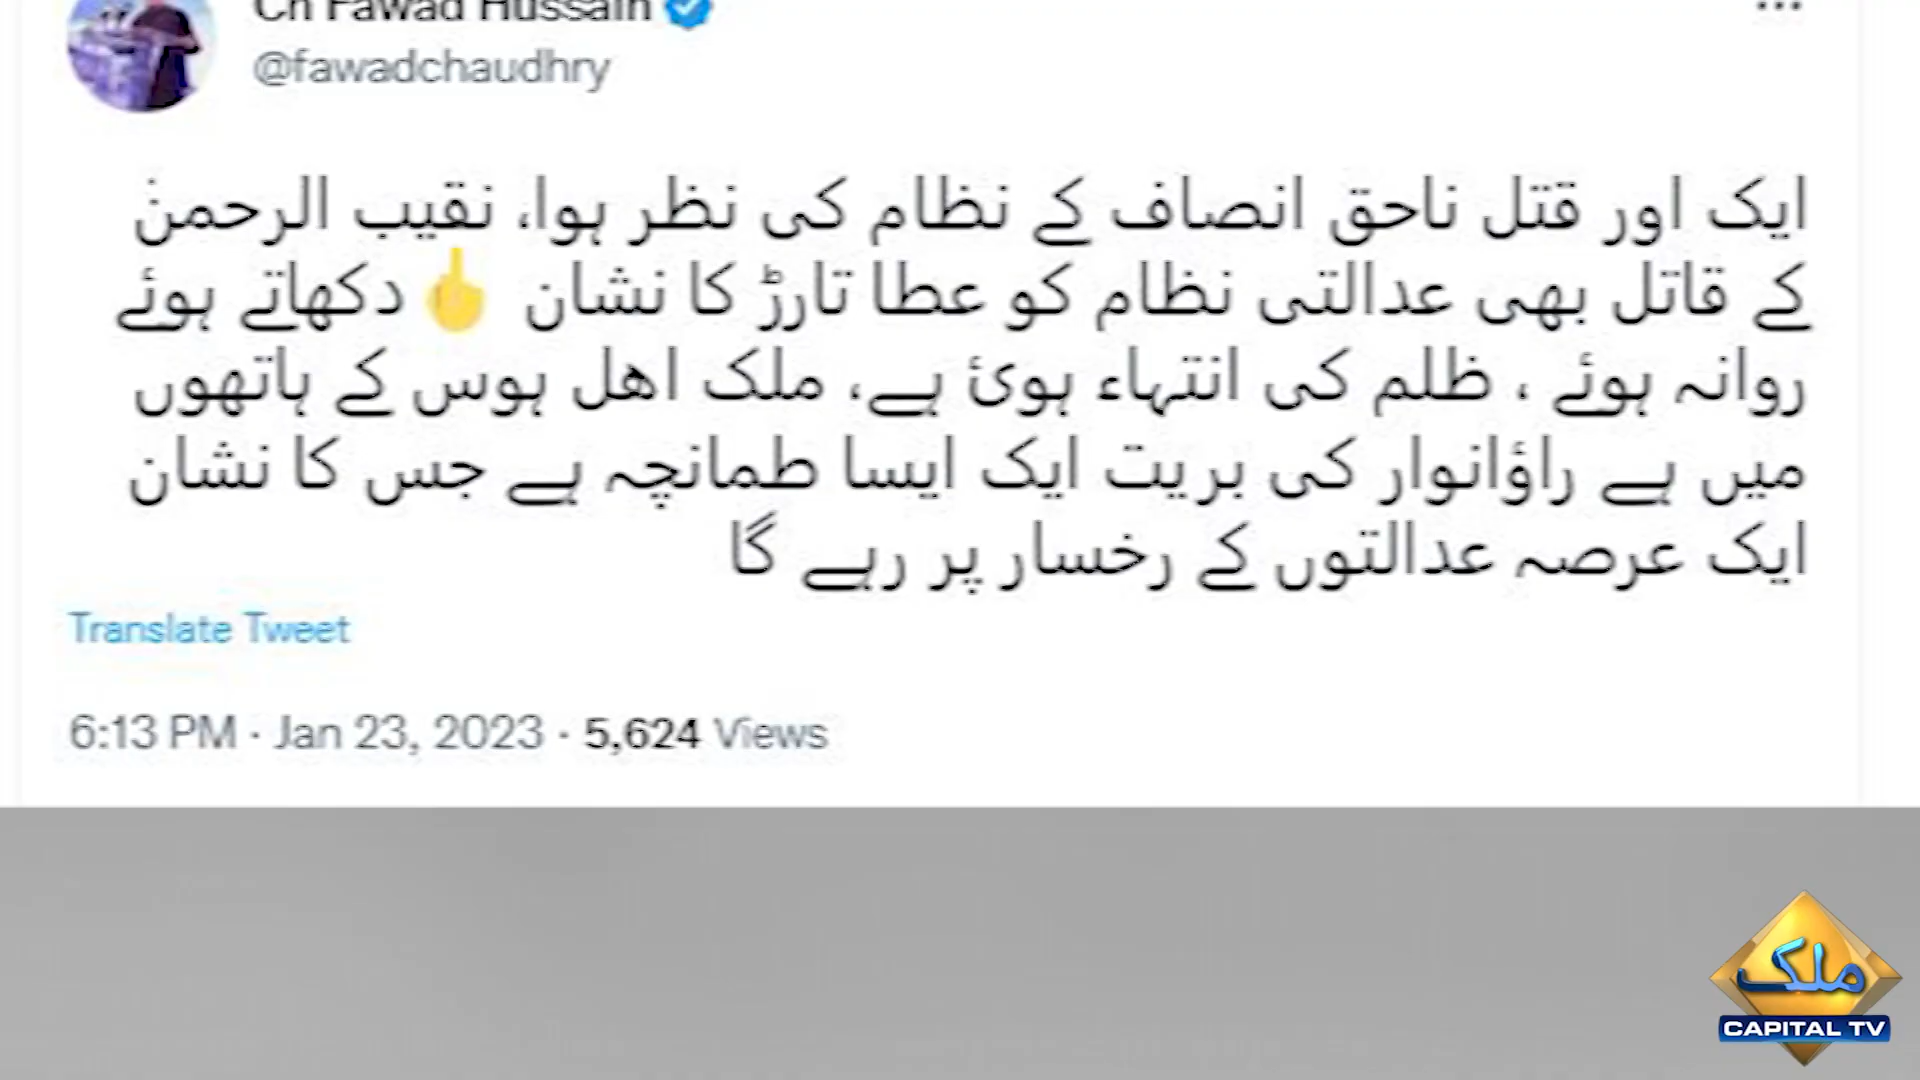 Ch Fawad Hussain
@fawadchaudhry
ایک اور قتل ناحق انصاف کے نظام کی نظر ہوا، نقیب الرحمن
کے قاتل بھی عدالتی نظام کو عطا تارڑ کا نشان 🖕 دکھاتے ہوئے
روانہ ہوئے ، ظلم کی انتہاء ہوئ ہے، ملک اھل ہوس کے ہاتھوں
میں ہے راؤانوار کی بریت ایک ایسا طمانچہ ہے جس کا نشان
ایک عرصہ عدالتوں کے رخسار پر رہے گا
Translate Tweet
6:13 PM · Jan 23, 2023 · 5,624 Views
ملک
CAPITAL TV